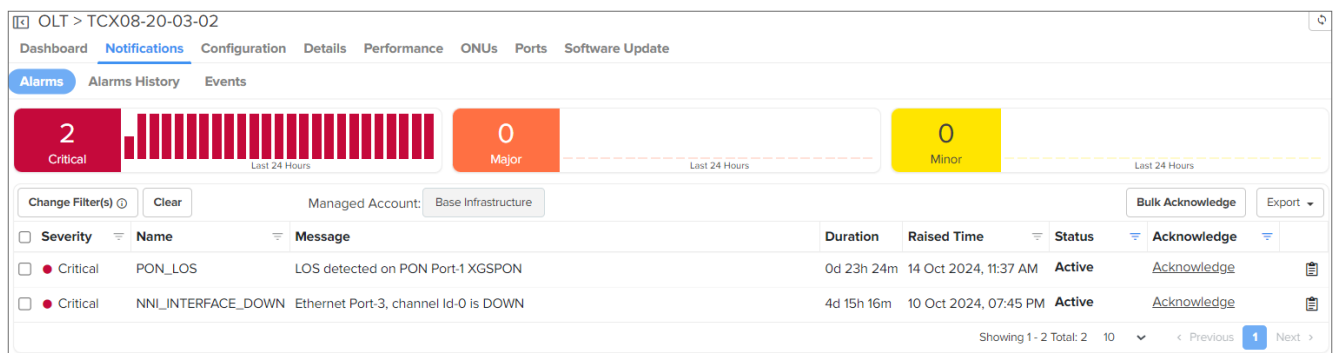 OLT > TCX08-20-03-02
Dashboard Notifications Configuration Details Performance ONUs Ports Software Update
Alarms Alarms History Events
2
Critical
Last 24 Hours
0
Major
Last 24 Hours
0
Minor
Last 24 Hours
Change Filter(s) Clear Managed Account: Base Infrastructure Bulk Acknowledge Export
Severity Name Message Duration Raised Time Status Acknowledge
Critical PON_LOS LOS detected on PON Port-1 XGSPON 0d 23h 24m 14 Oct 2024, 11:37 AM Active Acknowledge
Critical NNI_INTERFACE_DOWN Ethernet Port-3, channel Id-0 is DOWN 4d 15h 16m 10 Oct 2024, 07:45 PM Active Acknowledge
Showing 1 - 2 Total: 2 10 < Previous 1 Next >